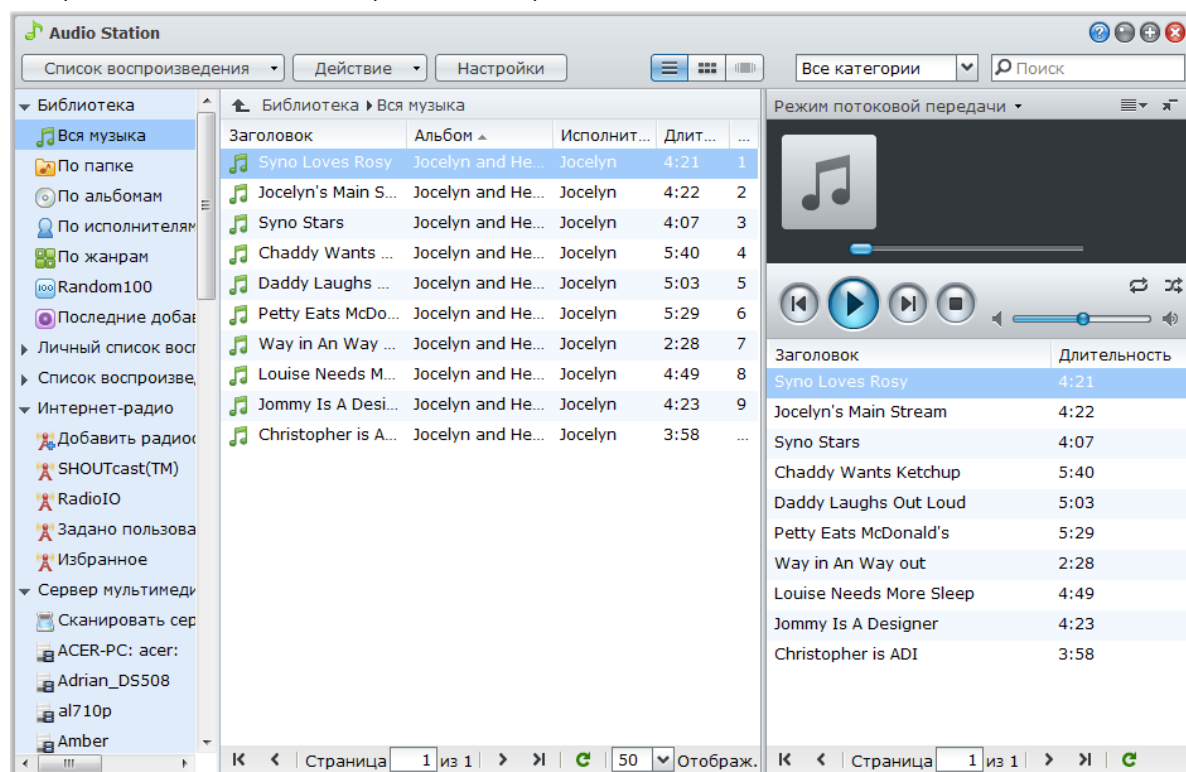 Audio Station
Список воспроизведения Действие Настройки Все категории Поиск
Библиотека
Вся музыка
По папке
По альбомам
По исполнителям
По жанрам
Random100
Последние добав
Личный список восп
Список воспроизве,
Интернет-радио
Добавить радиос
SHOUTcast(TM)
RadioIO
Задано пользова
Избранное
Сервер мультимеди
Сканировать сер
ACER-PC: acer:
Adrian_DS508
al710p
Amber
Библиотека Вся музыка
Заголовок Альбом Исполнит... Длит... ...
Syno Loves Rosy Jocelyn and He... Jocelyn 4:21 1
Jocelyn's Main S... Jocelyn and He... Jocelyn 4:22 2
Syno Stars Jocelyn and He... Jocelyn 4:07 3
Chaddy Wants ... Jocelyn and He... Jocelyn 5:40 4
Daddy Laughs ... Jocelyn and He... Jocelyn 5:03 5
Petty Eats McDo... Jocelyn and He... Jocelyn 5:29 6
Way in An Way ... Jocelyn and He... Jocelyn 2:28 7
Louise Needs M... Jocelyn and He... Jocelyn 4:49 8
Jommy Is A Desi... Jocelyn and He... Jocelyn 4:23 9
Christopher is A... Jocelyn and He... Jocelyn 3:58 ...
Страница 1 из 1 50 Отображ.
Режим потоковой передачи
Заголовок Длительность
Syno Loves Rosy 4:21
Jocelyn's Main Stream 4:22
Syno Stars 4:07
Chaddy Wants Ketchup 5:40
Daddy Laughs Out Loud 5:03
Petty Eats McDonald's 5:29
Way in An Way out 2:28
Louise Needs More Sleep 4:49
Jommy Is A Designer 4:23
Christopher is ADI 3:58
Страница 1 из 1